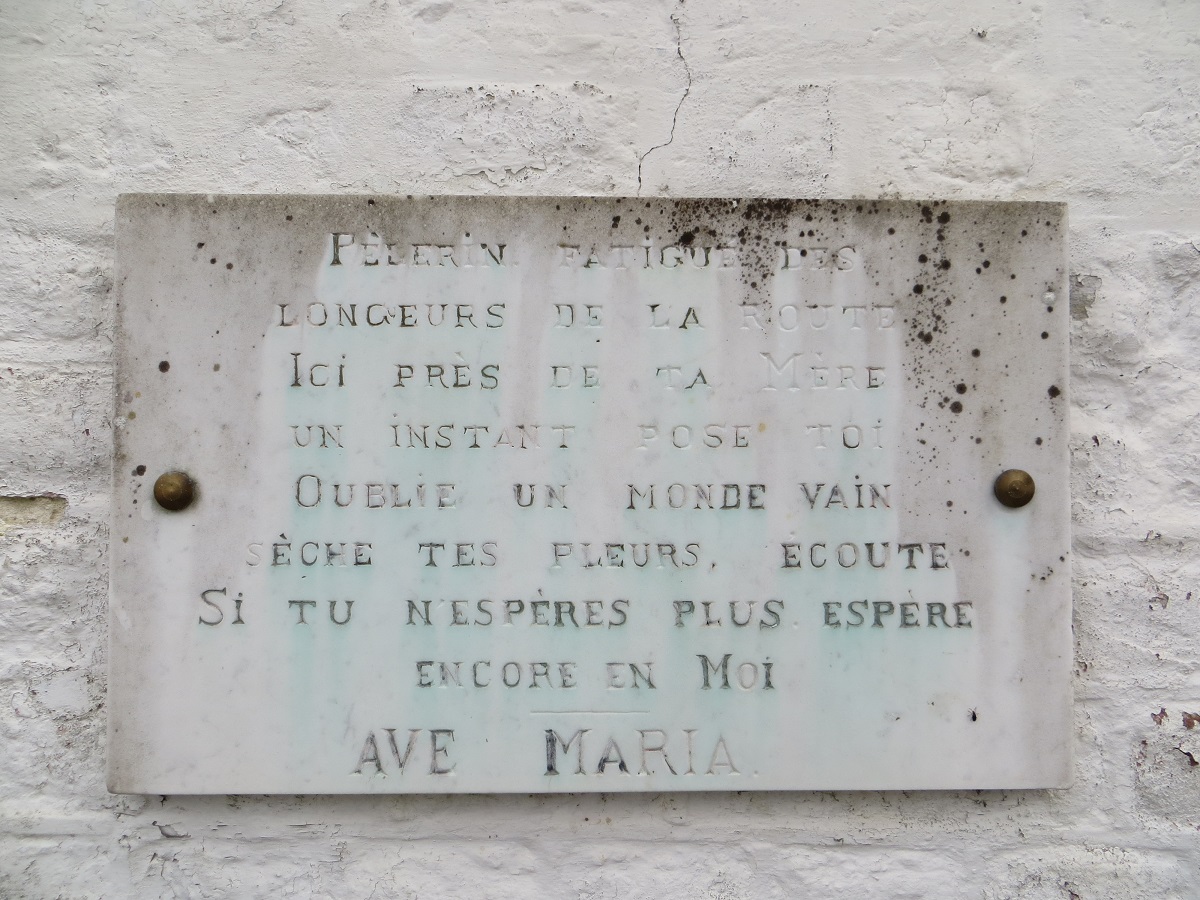 PÈLERIN FATIGUÉ DES
LONGEURS DE LA ROUTE
ICI PRÈS DE TA MÈRE
UN INSTANT POSE TOI
OUBLIE UN MONDE VAIN
SÈCHE TES PLEURS, ÉCOUTE
SI TU N'ESPÈRES PLUS ESPÈRE
ENCORE EN MOI
AVE MARIA.